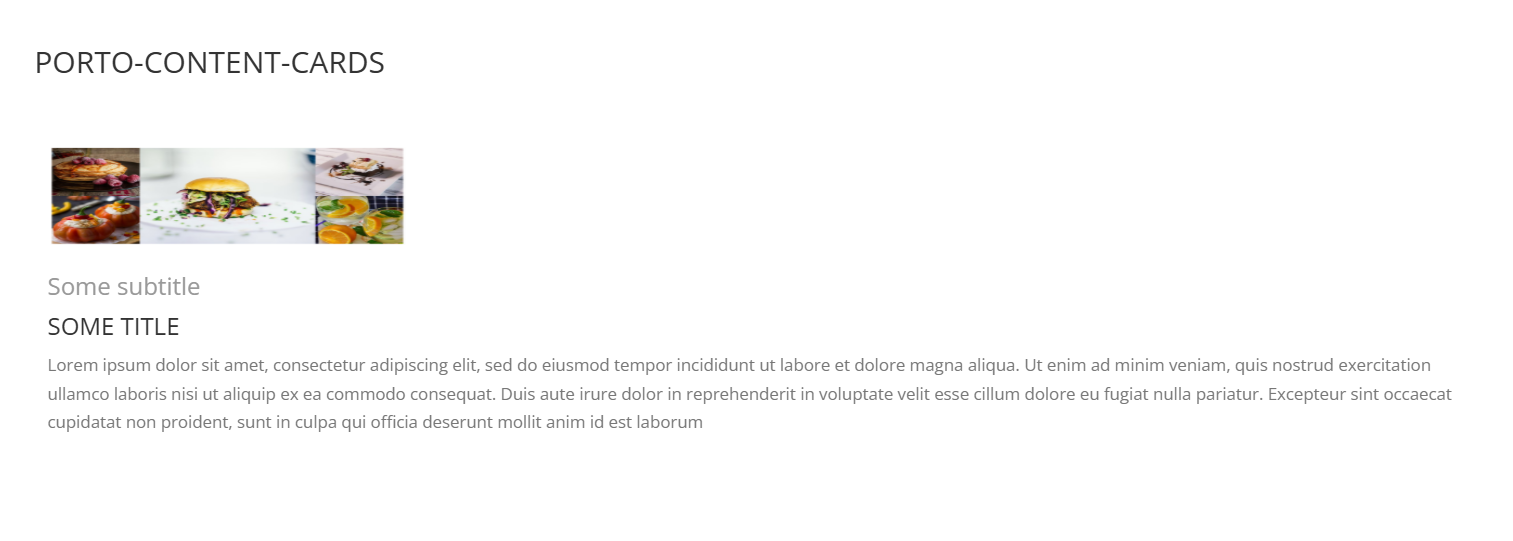 PORTO-CONTENT-CARDS
Some subtitle
SOME TITLE
Lorem ipsum dolor sit amet, consectetur adipiscing elit, sed do eiusmod tempor incididunt ut labore et dolore magna aliqua. Ut enim ad minim veniam, quis nostrud exercitation
ullamco laboris nisi ut aliquip ex ea commodo consequat. Duis aute irure dolor in reprehenderit in voluptate velit esse cillum dolore eu fugiat nulla pariatur. Excepteur sint occaecat
cupidatat non proident, sunt in culpa qui officia deserunt mollit anim id est laborum